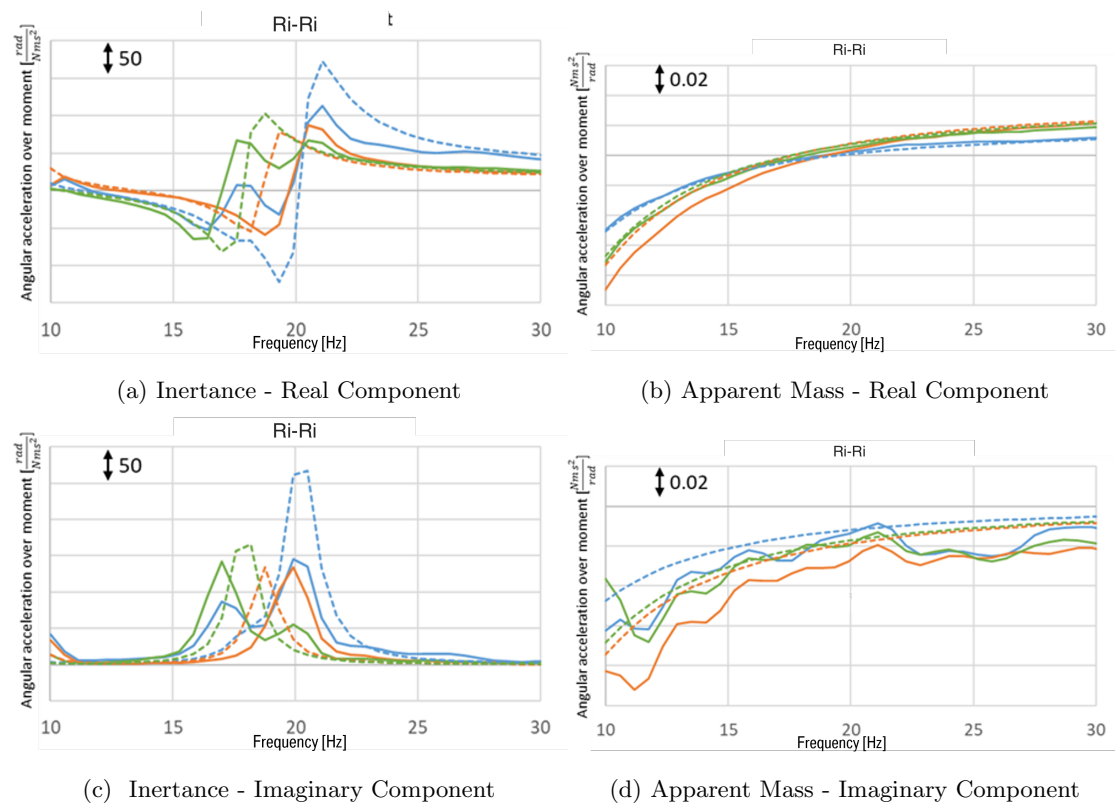 Ri-Ri
t
50
Angular acceleration over moment [rad/Nms²]
10 15 20 25 30
Frequency [Hz]
Ri-Ri
0.02
Angular acceleration over moment [Nms²/rad]
10 15 20 25 30
Frequency [Hz]
(a) Inertance - Real Component
(b) Apparent Mass - Real Component
Ri-Ri
50
Angular acceleration over moment [rad/Nms²]
10 15 20 25 30
Frequency [Hz]
Ri-Ri
0.02
Angular acceleration over moment [Nms²/rad]
10 15 20 25 30
Frequency [Hz]
(c) Inertance - Imaginary Component
(d) Apparent Mass - Imaginary Component